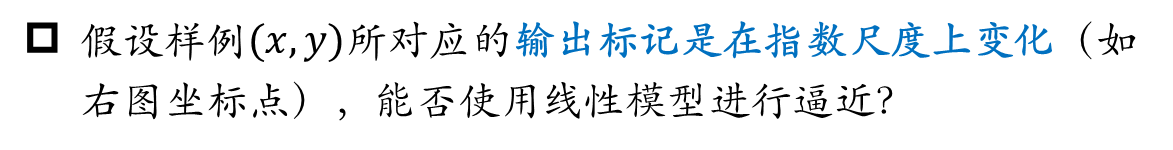 假设样例(x,y)所对应的输出标记是在指数尺度上变化（如
右图坐标点），能否使用线性模型进行逼近?